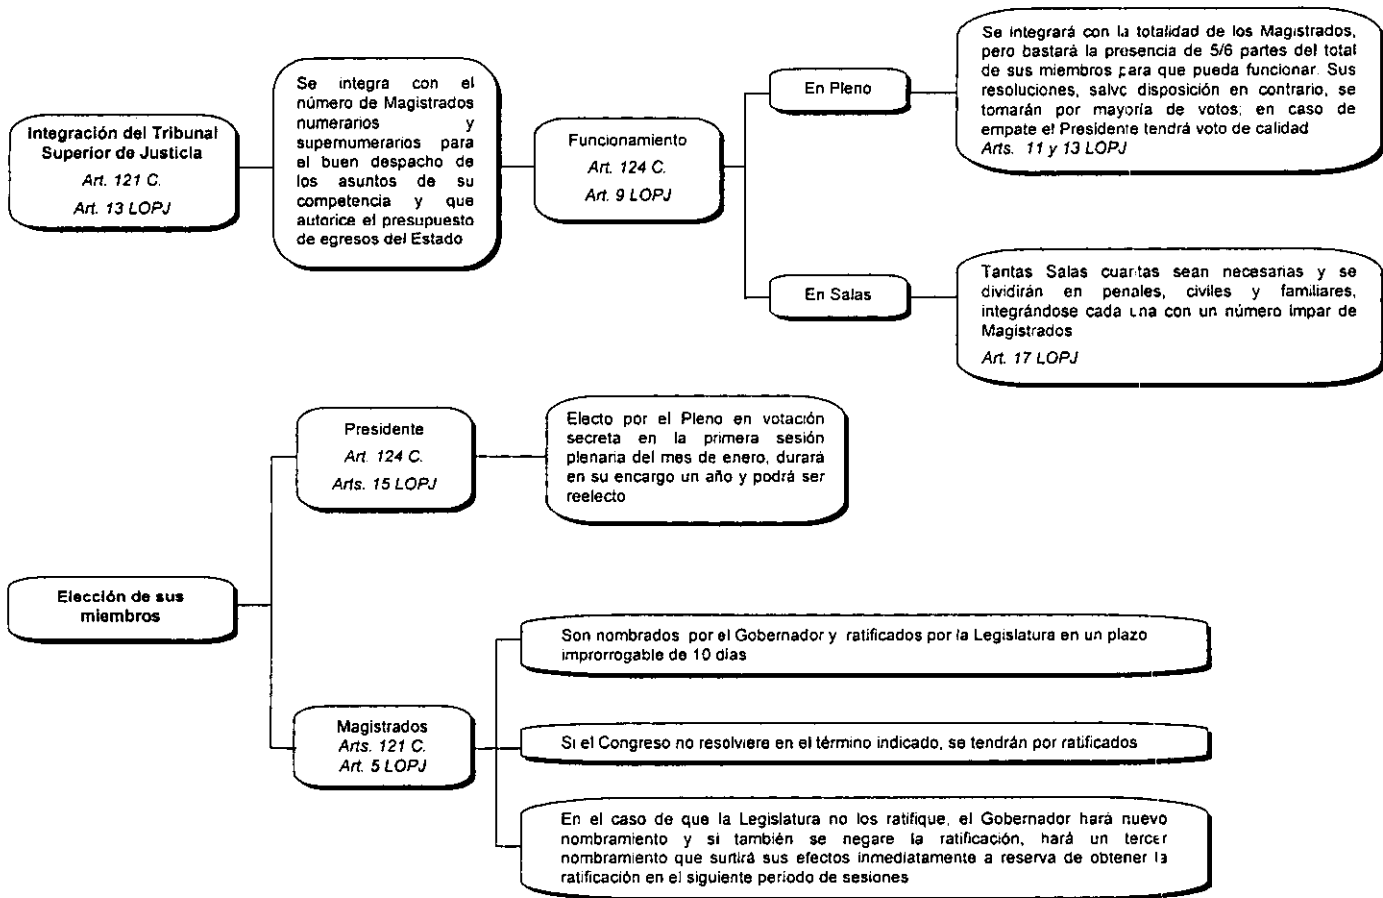 Integración del Tribunal
Superior de Justicia
Art. 121 C.
Art. 13 LOPJ
Se integra con el
número de Magistrados
numerarios y
supernumerarios para
el buen despacho de
los asuntos de su
competencia y que
autorice el presupuesto
de egresos del Estado
Funcionamiento
Art. 124 C.
Art. 9 LOPJ
En Pleno
Se integrará con la totalidad de los Magistrados,
pero bastará la presencia de 5/6 partes del total
de sus miembros para que pueda funcionar. Sus
resoluciones, salvo disposición en contrario, se
tomarán por mayoría de votos; en caso de
empate el Presidente tendrá voto de calidad
Arts. 11 y 13 LOPJ
En Salas
Tantas Salas cuantas sean necesarias y se
dividirán en penales, civiles y familiares,
integrándose cada una con un número impar de
Magistrados
Art. 17 LOPJ
Elección de sus
miembros
Presidente
Art. 124 C.
Arts. 15 LOPJ
Electo por el Pleno en votación
secreta en la primera sesión
plenaria del mes de enero, durará
en su encargo un año y podrá ser
reelecto
Magistrados
Arts. 121 C.
Art. 5 LOPJ
Son nombrados por el Gobernador y ratificados por la Legislatura en un plazo
improrrogable de 10 días
Si el Congreso no resolviere en el término indicado, se tendrán por ratificados
En el caso de que la Legislatura no los ratifique, el Gobernador hará nuevo
nombramiento y si también se negare la ratificación, hará un tercer
nombramiento que surtirá sus efectos inmediatamente a reserva de obtener la
ratificación en el siguiente período de sesiones